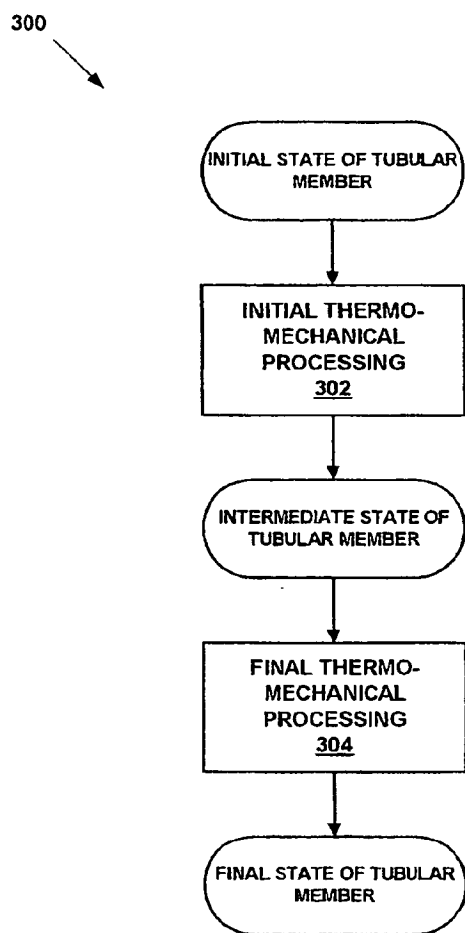 300
INITIAL STATE OF TUBULAR
MEMBER
INITIAL THERMO-
MECHANICAL
PROCESSING
302
INTERMEDIATE STATE OF
TUBULAR MEMBER
FINAL THERMO-
MECHANICAL
PROCESSING
304
FINAL STATE OF TUBULAR
MEMBER